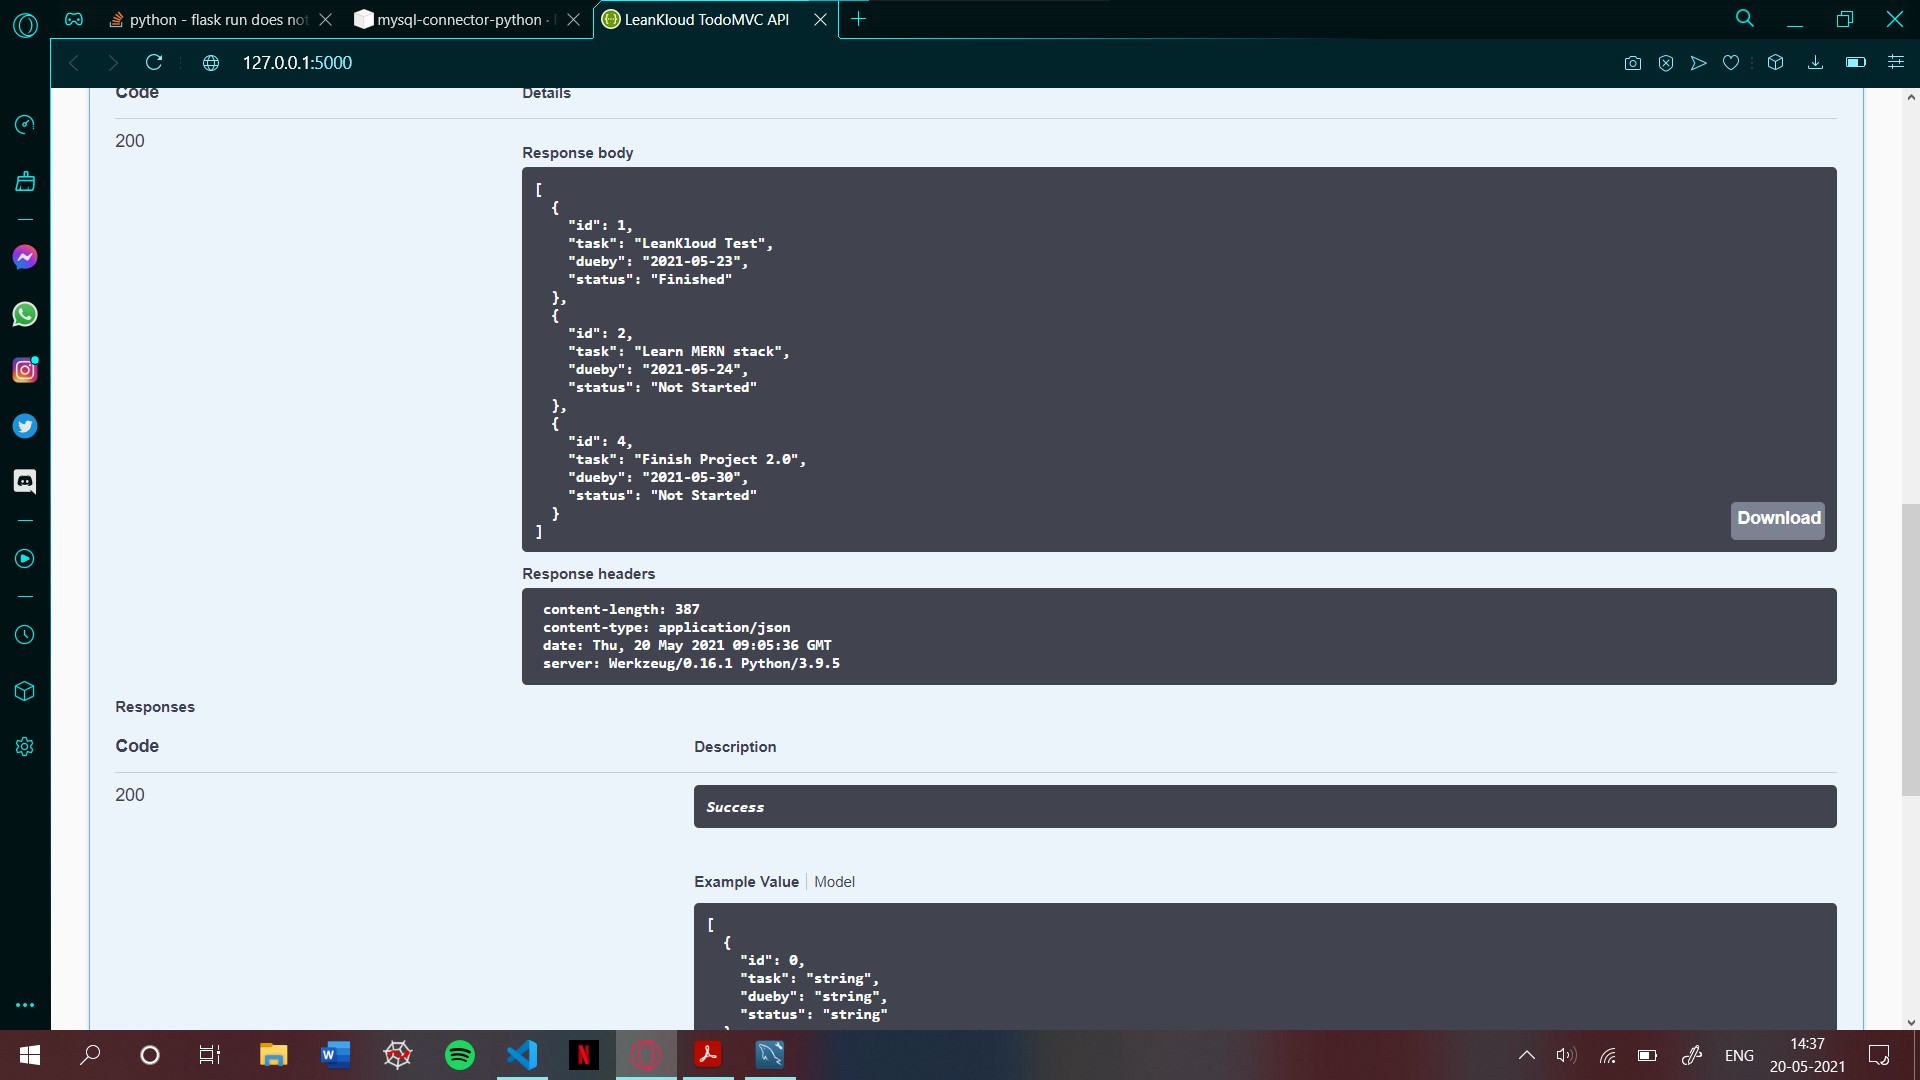 python - flask run does not
mysql-connector-python ·
LeanKloud TodoMVC API
127.0.0.1:5000
Code
Details
200
Response body
[
  {
    "id": 1,
    "task": "LeanKloud Test",
    "dueby": "2021-05-23",
    "status": "Finished"
  },
  {
    "id": 2,
    "task": "Learn MERN stack",
    "dueby": "2021-05-24",
    "status": "Not Started"
  },
  {
    "id": 4,
    "task": "Finish Project 2.0",
    "dueby": "2021-05-30",
    "status": "Not Started"
  }
]
Download
Response headers
content-length: 387
content-type: application/json
date: Thu, 20 May 2021 09:05:36 GMT
server: Werkzeug/0.16.1 Python/3.9.5
Responses
Code
Description
200
Success
Example Value
Model
[
  {
    "id": 0,
    "task": "string",
    "dueby": "string",
    "status": "string"
W
N
ENG
14:37
20-05-2021